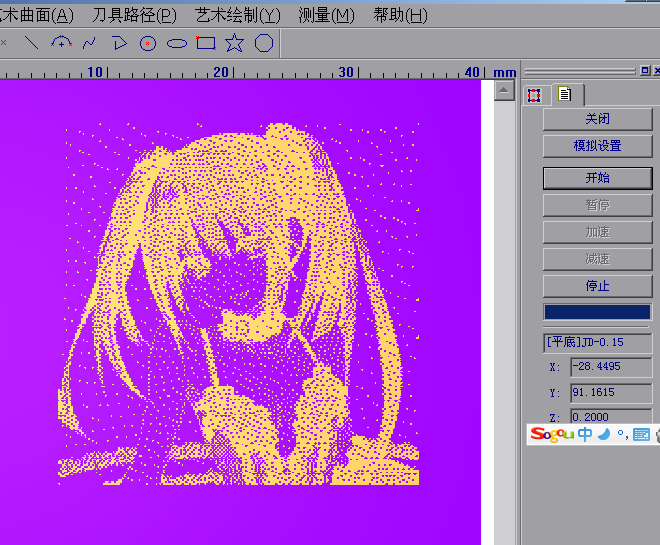 艺术曲面(A) 刀具路径(P) 艺术绘制(Y) 测量(M) 帮助(H)
10 20 30 40 mm
关闭
模拟设置
开始
暂停
加速
减速
停止
[平底]JD-0.15
X: -28.4495
Y: 91.1615
Z: 0.2000
Sogou 中